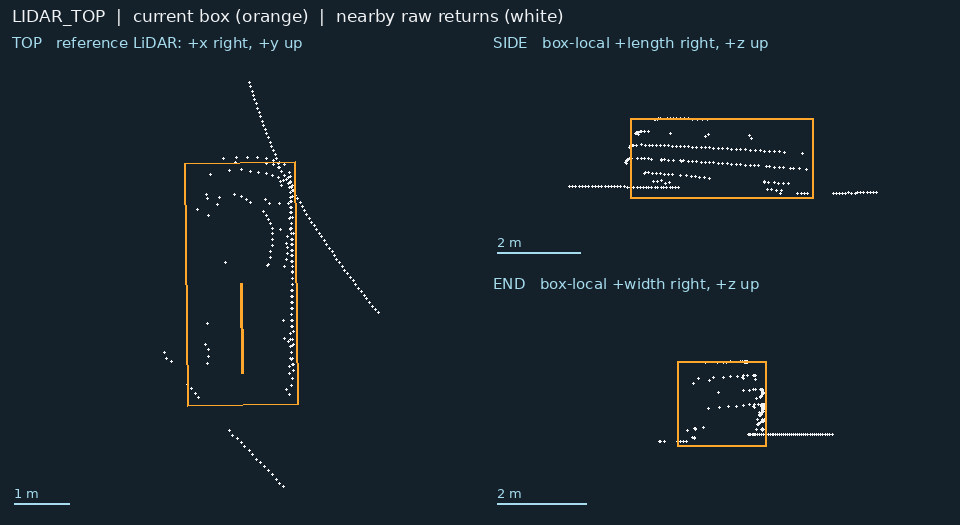 LIDAR_TOP | current box (orange) | nearby raw returns (white)
TOP reference LiDAR: +x right, +y up
SIDE box-local +length right, +z up
2 m
END box-local +width right, +z up
1 m
2 m